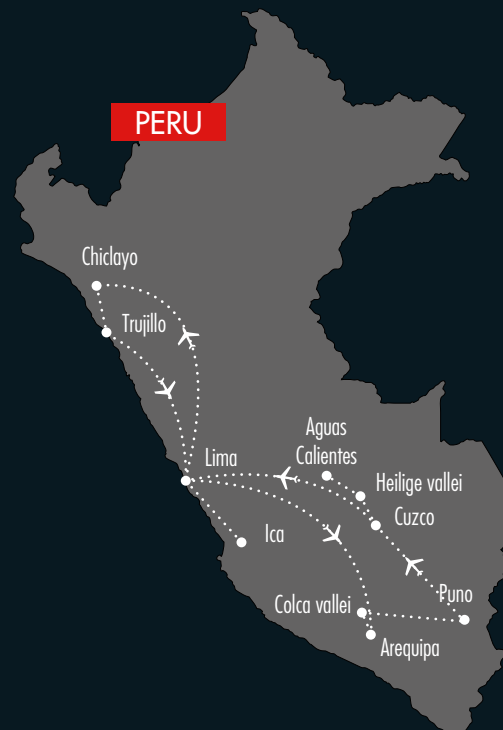 PERU
Chiclayo
Trujillo
Lima
Aguas
Calientes
Heilige vallei
Cuzco
Ica
Colca vallei
Puno
Arequipa